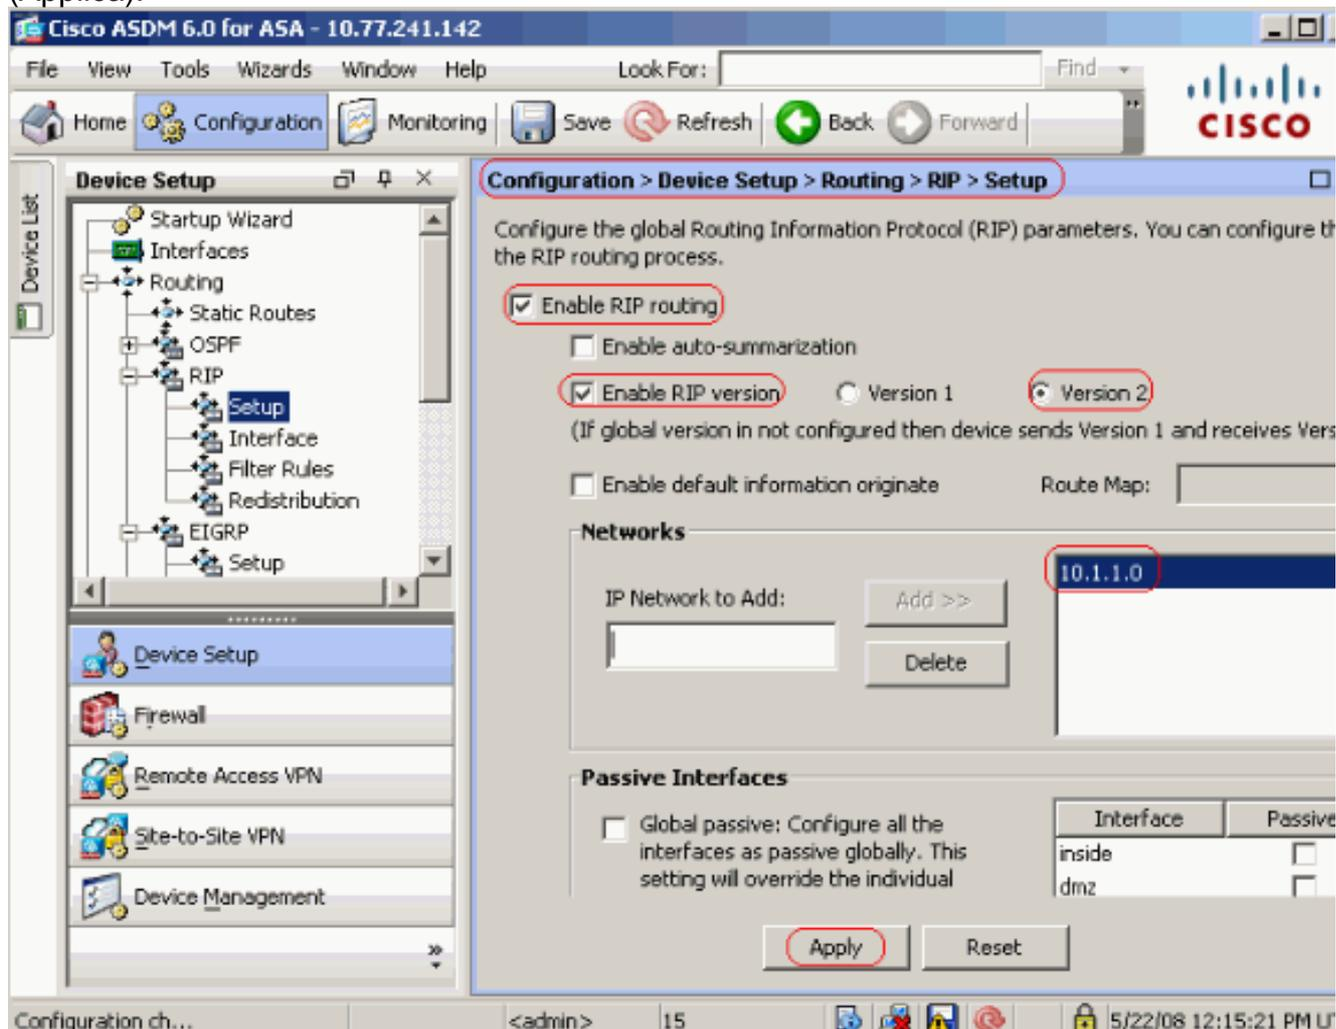 (Applica).
Cisco ASDM 6.0 for ASA - 10.77.241.142
File View Tools Wizards Window Help Look For: Find
Home Configuration Monitoring Save Refresh Back Forward
CISCO
Device List
Device Setup
Startup Wizard
Interfaces
Routing
Static Routes
OSPF
RIP
Setup
Interface
Filter Rules
Redistribution
EIGRP
Setup
Device Setup
Firewall
Remote Access VPN
Site-to-Site VPN
Device Management
Configuration > Device Setup > Routing > RIP > Setup
Configure the global Routing Information Protocol (RIP) parameters. You can configure th
the RIP routing process.
Enable RIP routing
Enable auto-summarization
Enable RIP version Version 1 Version 2
(If global version in not configured then device sends Version 1 and receives Vers
Enable default information originate Route Map:
Networks
IP Network to Add:
Add >>
Delete
10.1.1.0
Passive Interfaces
Global passive: Configure all the
interfaces as passive globally. This
setting will override the individual
Interface Passive
inside
dmz
Apply Reset
Configuration ch... <admin> 15 5/22/08 12:15:21 PM U